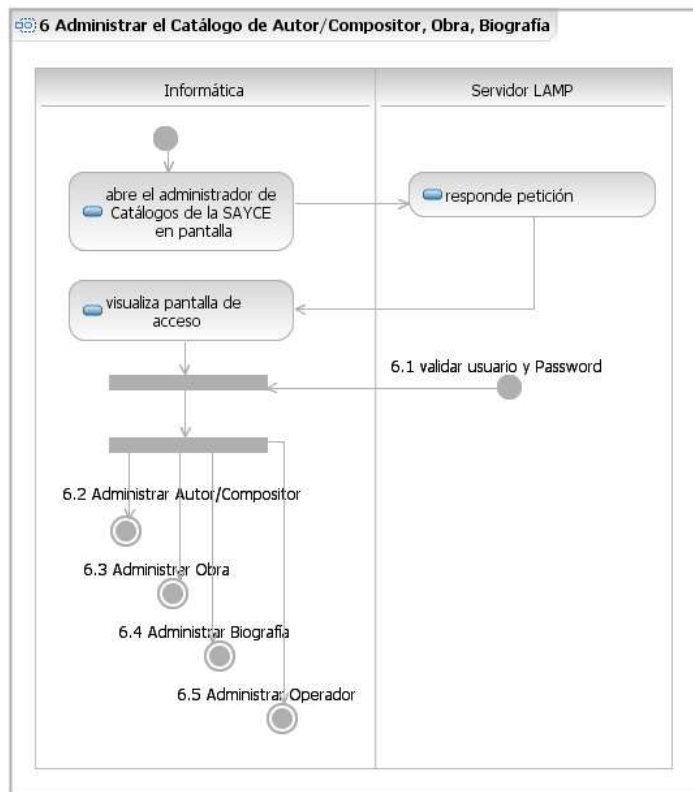 6 Administrar el Catálogo de Autor/Compositor, Obra, Biografía
Informática
Servidor LAMP
abre el administrador de
Catálogos de la SAYCE
en pantalla
responde petición
visualiza pantalla de
acceso
6.1 validar usuario y Password
6.2 Administrar Autor/Compositor
6.3 Administrar Obra
6.4 Administrar Biografía
6.5 Administrar Operador